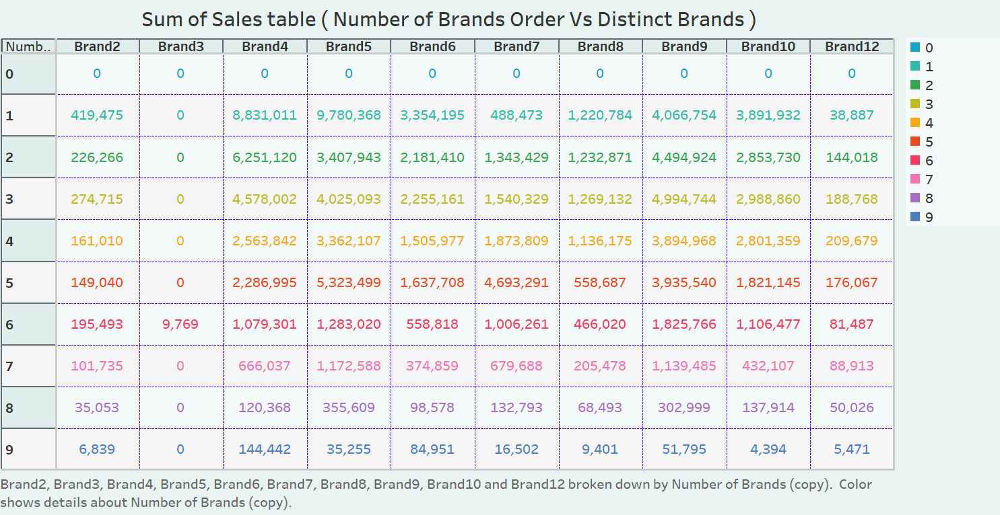 Sum of Sales table ( Number of Brands Order Vs Distinct Brands )
Numb.. Brand2 Brand3 Brand4 Brand5 Brand6 Brand7 Brand8 Brand9 Brand10 Brand12
0 0 0 0 0 0 0 0 0 0 0
1 419,475 0 8,831,011 9,780,368 3,354,195 488,473 1,220,784 4,066,754 3,891,932 38,887
2 226,266 0 6,251,120 3,407,943 2,181,410 1,343,429 1,232,871 4,494,924 2,853,730 144,018
3 274,715 0 4,578,002 4,025,093 2,255,161 1,540,329 1,269,132 4,994,744 2,988,860 188,768
4 161,010 0 2,563,842 3,362,107 1,505,977 1,873,809 1,136,175 3,894,968 2,801,359 209,679
5 149,040 0 2,286,995 5,323,499 1,637,708 4,693,291 558,687 3,935,540 1,821,145 176,067
6 195,493 9,769 1,079,301 1,283,020 558,818 1,006,261 466,020 1,825,766 1,106,477 81,487
7 101,735 0 666,037 1,172,588 374,859 679,688 205,478 1,139,485 432,107 88,913
8 35,053 0 120,368 355,609 98,578 132,793 68,493 302,999 137,914 50,026
9 6,839 0 144,442 35,255 84,951 16,502 9,401 51,795 4,394 5,471
Brand2, Brand3, Brand4, Brand5, Brand6, Brand7, Brand8, Brand9, Brand10 and Brand12 broken down by Number of Brands (copy).  Color
shows details about Number of Brands (copy).
0
1
2
3
4
5
6
7
8
9